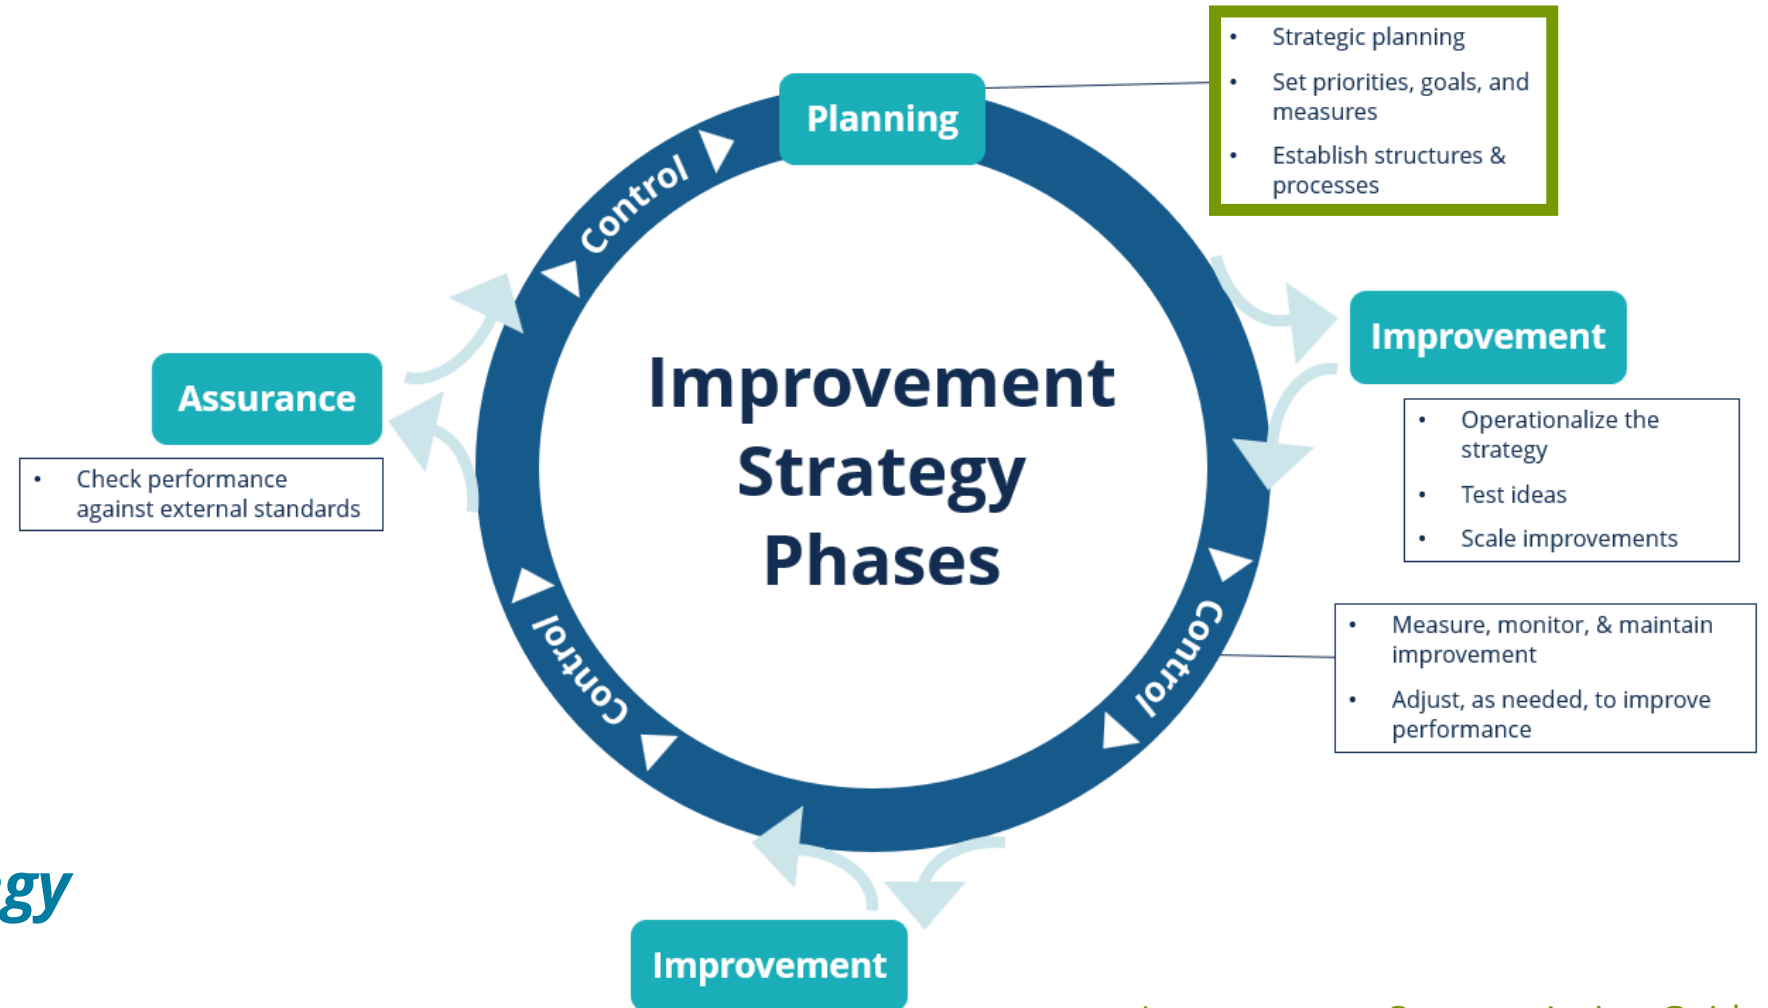 • Strategic planning
• Set priorities, goals, and
measures
• Establish structures &
processes
Planning
Control
Improvement
• Operationalize the
strategy
• Test ideas
• Scale improvements
Assurance
• Check performance
against external standards
Improvement
Strategy
Phases
Control
• Measure, monitor, & maintain
improvement
• Adjust, as needed, to improve
performance
Control
gy
Improvement